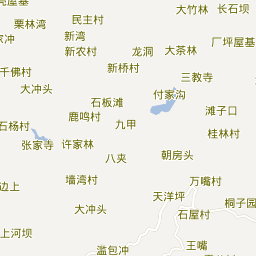 大竹林
长石坝
民主村
栗林湾
新湾
厂坪屋基
新农村
龙洞
大茶林
新桥村
三教寺
千佛村
大冲头
付家沟
石板滩
滩子口
鹿鸣村
九甲
石杨村
桂林村
张家寺
许家林
八夹
朝房头
墙湾村
万嘴村
边上
天洋坪
桐子园
大冲头
石屋村
上河坝
滥包冲
王嘴